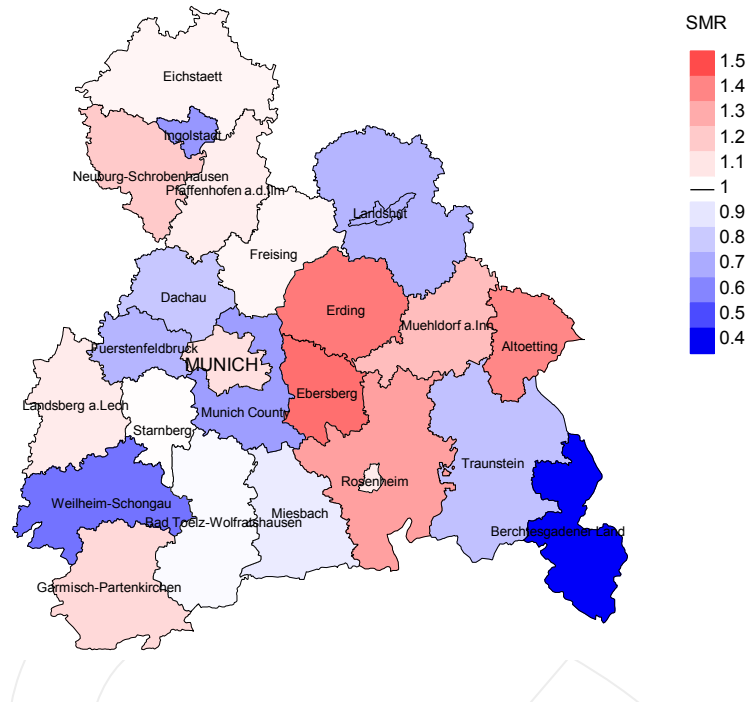 SMR
1.5
1.4
1.3
1.2
1.1
1
0.9
0.8
0.7
0.6
0.5
0.4
Eichstaett
Ingolstadt
Neuburg-Schrobenhausen
Pfaffenhofen a.d.Ilm
Landshut
Freising
Dachau
Erding
Muehldorf a.Inn
Altoetting
Fuerstenfeldbruck
MUNICH
Ebersberg
Landsberg a.Lech
Munich County
Starnberg
Traunstein
Rosenheim
Weilheim-Schongau
Miesbach
Bad Toelz-Wolfratshausen
Berchtesgadener Land
Garmisch-Partenkirchen